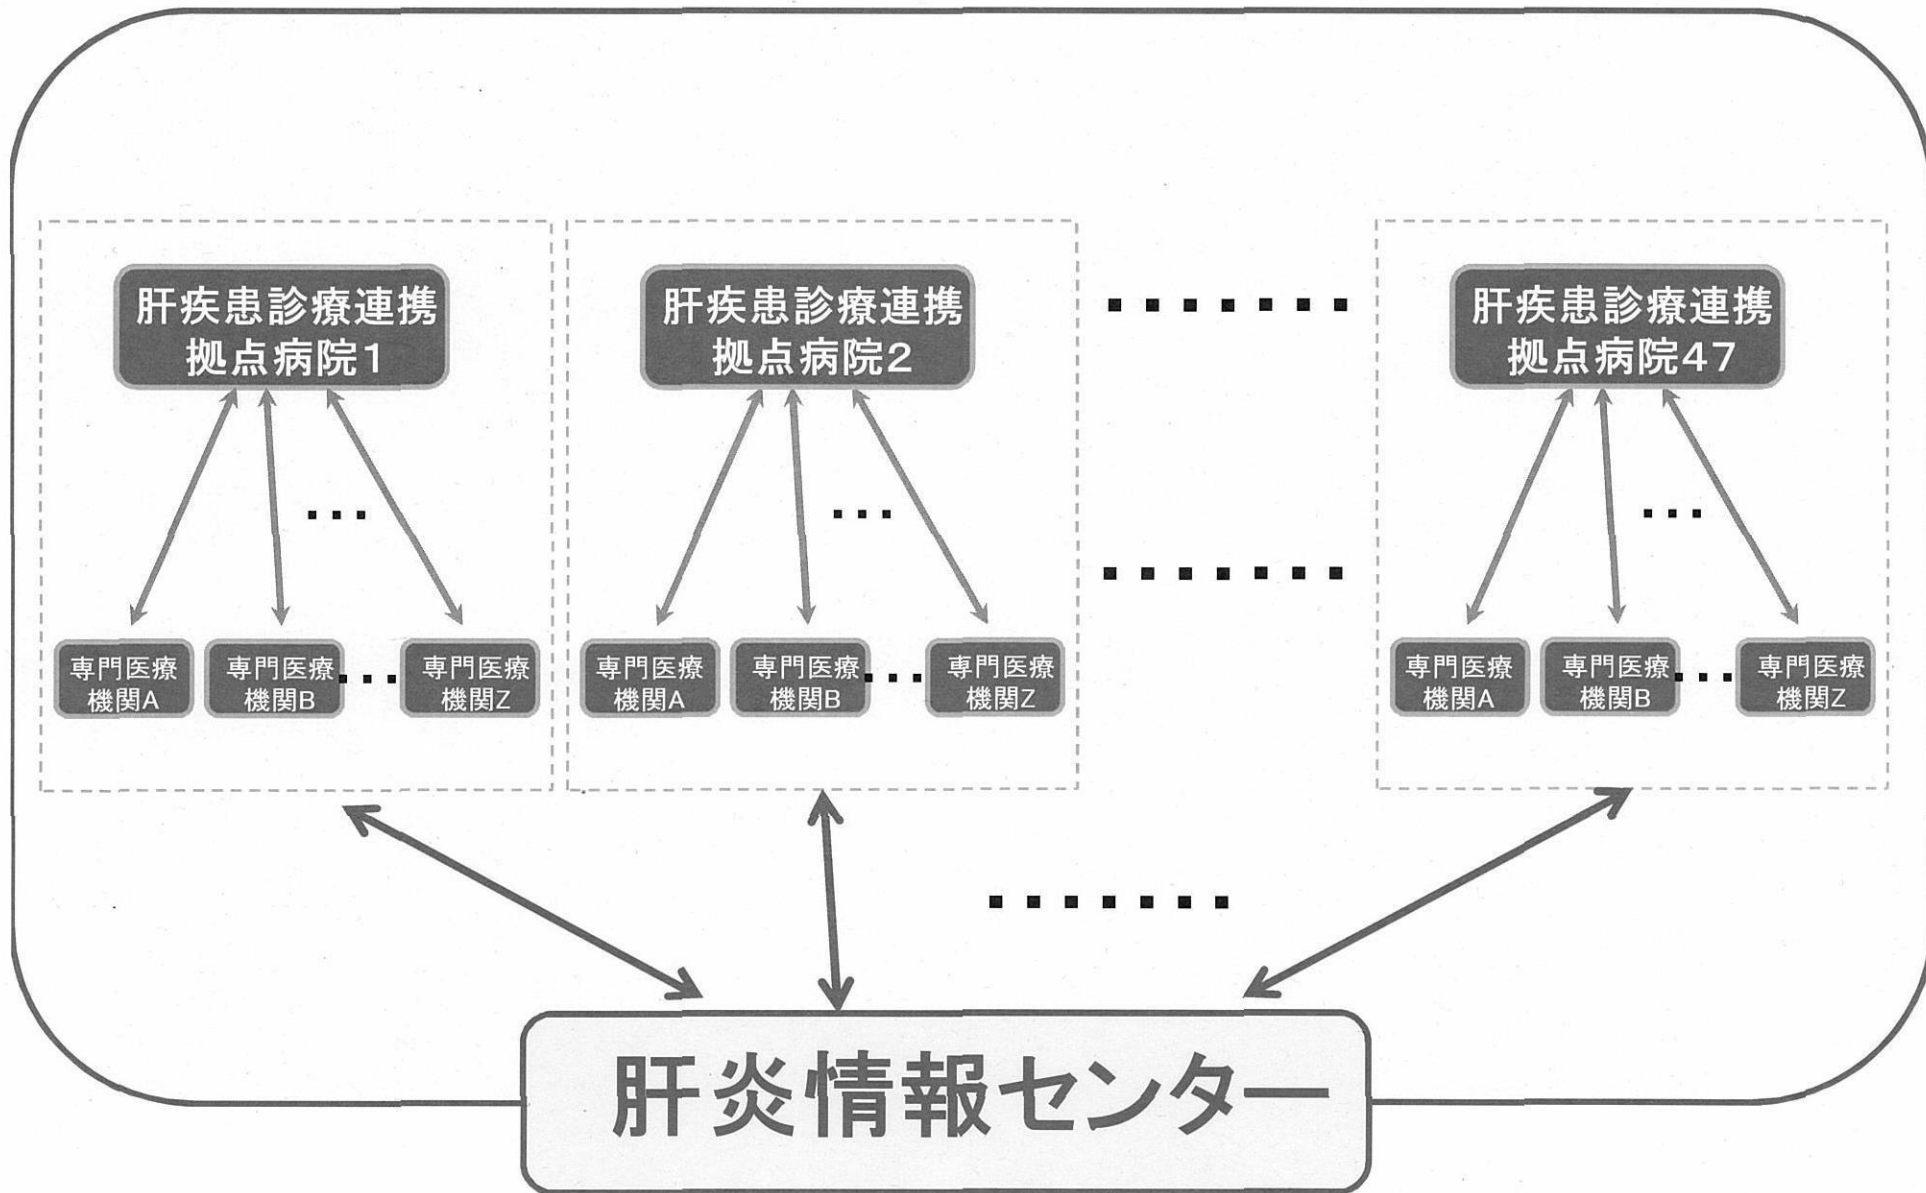 肝疾患診療連携
拠点病院1
肝疾患診療連携
拠点病院2
.......
肝疾患診療連携
拠点病院47
...
...
...
.......
専門医療
機関A
専門医療
機関B
...
専門医療
機関Z
専門医療
機関A
専門医療
機関B
...
専門医療
機関Z
専門医療
機関A
専門医療
機関B
...
専門医療
機関Z
.......
肝炎情報センター